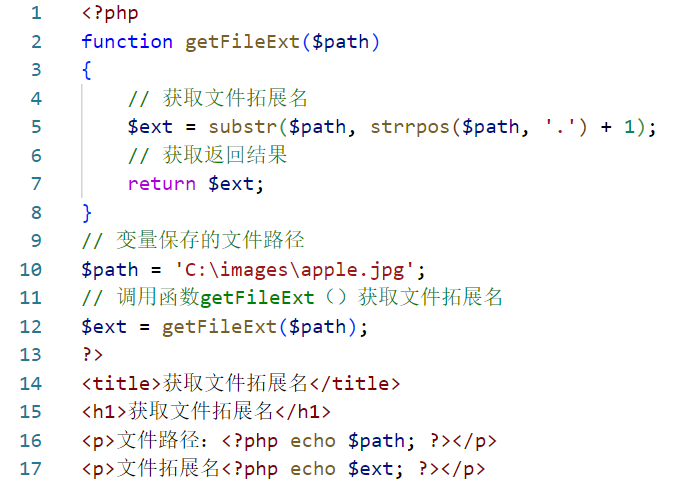 1 <?php
2 function getFileExt($path)
3 {
4     // 获取文件拓展名
5     $ext = substr($path, strrpos($path, '.') + 1);
6     // 获取返回结果
7     return $ext;
8 }
9 // 变量保存的文件路径
10 $path = 'C:\images\apple.jpg';
11 // 调用函数getFileExt（）获取文件拓展名
12 $ext = getFileExt($path);
13 ?>
14 <title>获取文件拓展名</title>
15 <h1>获取文件拓展名</h1>
16 <p>文件路径：<?php echo $path; ?></p>
17 <p>文件拓展名<?php echo $ext; ?></p>